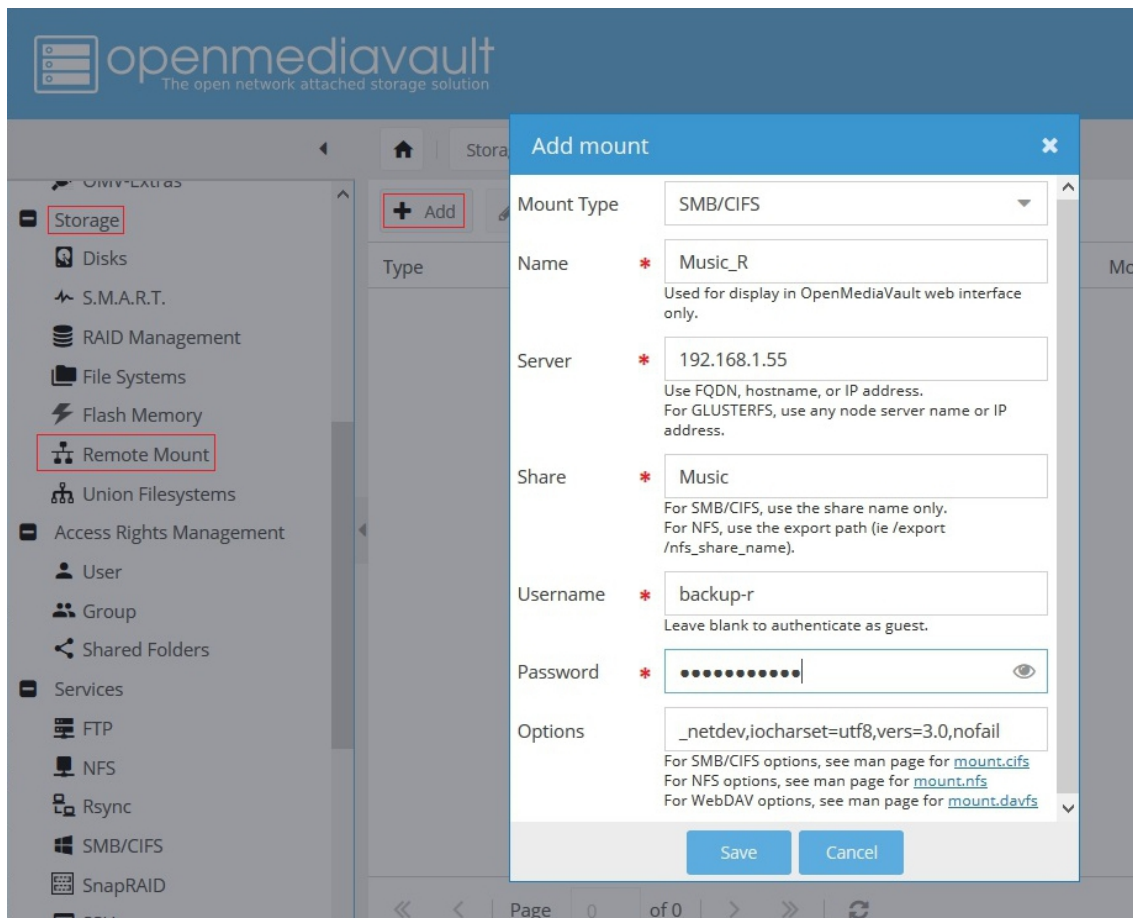 openmediavault
The open network attached storage solution
Stora
Add mount
OMV-Extras
Storage
Disks
S.M.A.R.T.
RAID Management
File Systems
Flash Memory
Remote Mount
Union Filesystems
Access Rights Management
User
Group
Shared Folders
Services
FTP
NFS
Rsync
SMB/CIFS
SnapRAID
Add
Type
Mo
Mount Type SMB/CIFS
Name * Music_R
Used for display in OpenMediaVault web interface
only.
Server * 192.168.1.55
Use FQDN, hostname, or IP address.
For GLUSTERFS, use any node server name or IP
address.
Share * Music
For SMB/CIFS, use the share name only.
For NFS, use the export path (ie /export
/nfs_share_name).
Username * backup-r
Leave blank to authenticate as guest.
Password * •••••••••••
Options _netdev,iocharset=utf8,vers=3.0,nofail
For SMB/CIFS options, see man page for mount.cifs
For NFS options, see man page for mount.nfs
For WebDAV options, see man page for mount.davfs
Save Cancel
Page 0 of 0